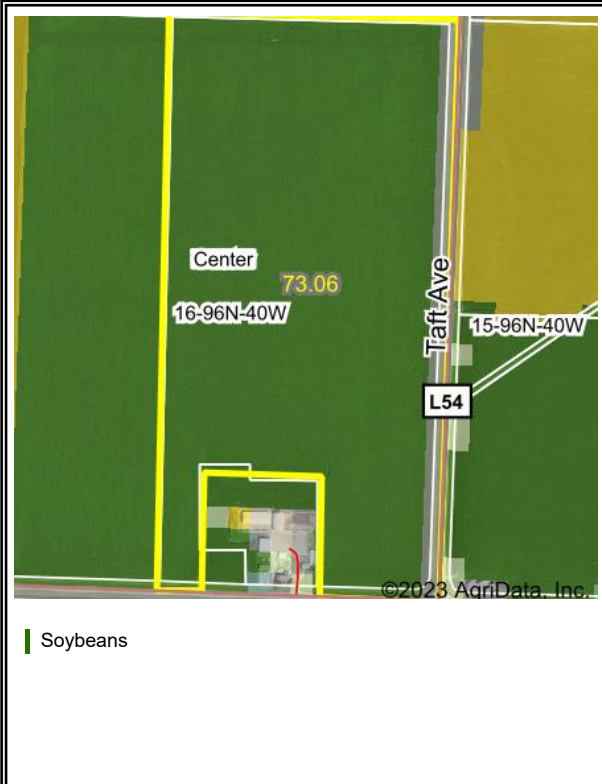 Center
73.06
16-96N-40W
Taft Ave
15-96N-40W
L54
©2023 AgriData, Inc.
Soybeans